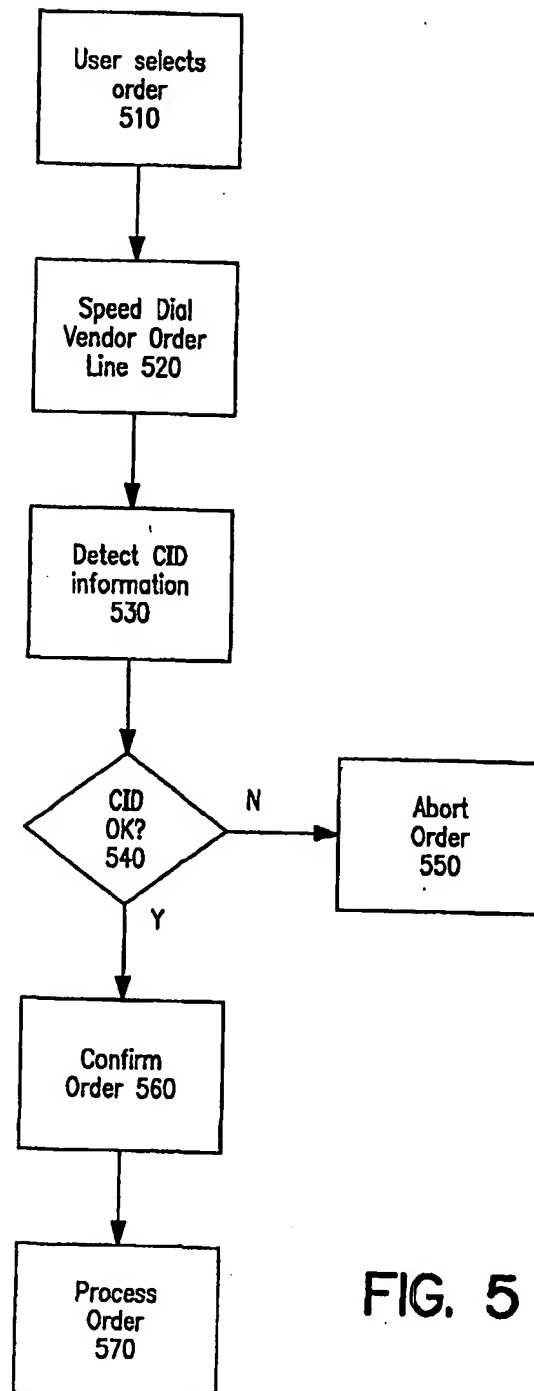 User selects
order
510
Speed Dial
Vendor Order
Line 520
Detect CID
information
530
CID
OK?
540
N
Abort
Order
550
Y
Confirm
Order 560
Process
Order
570
FIG. 5